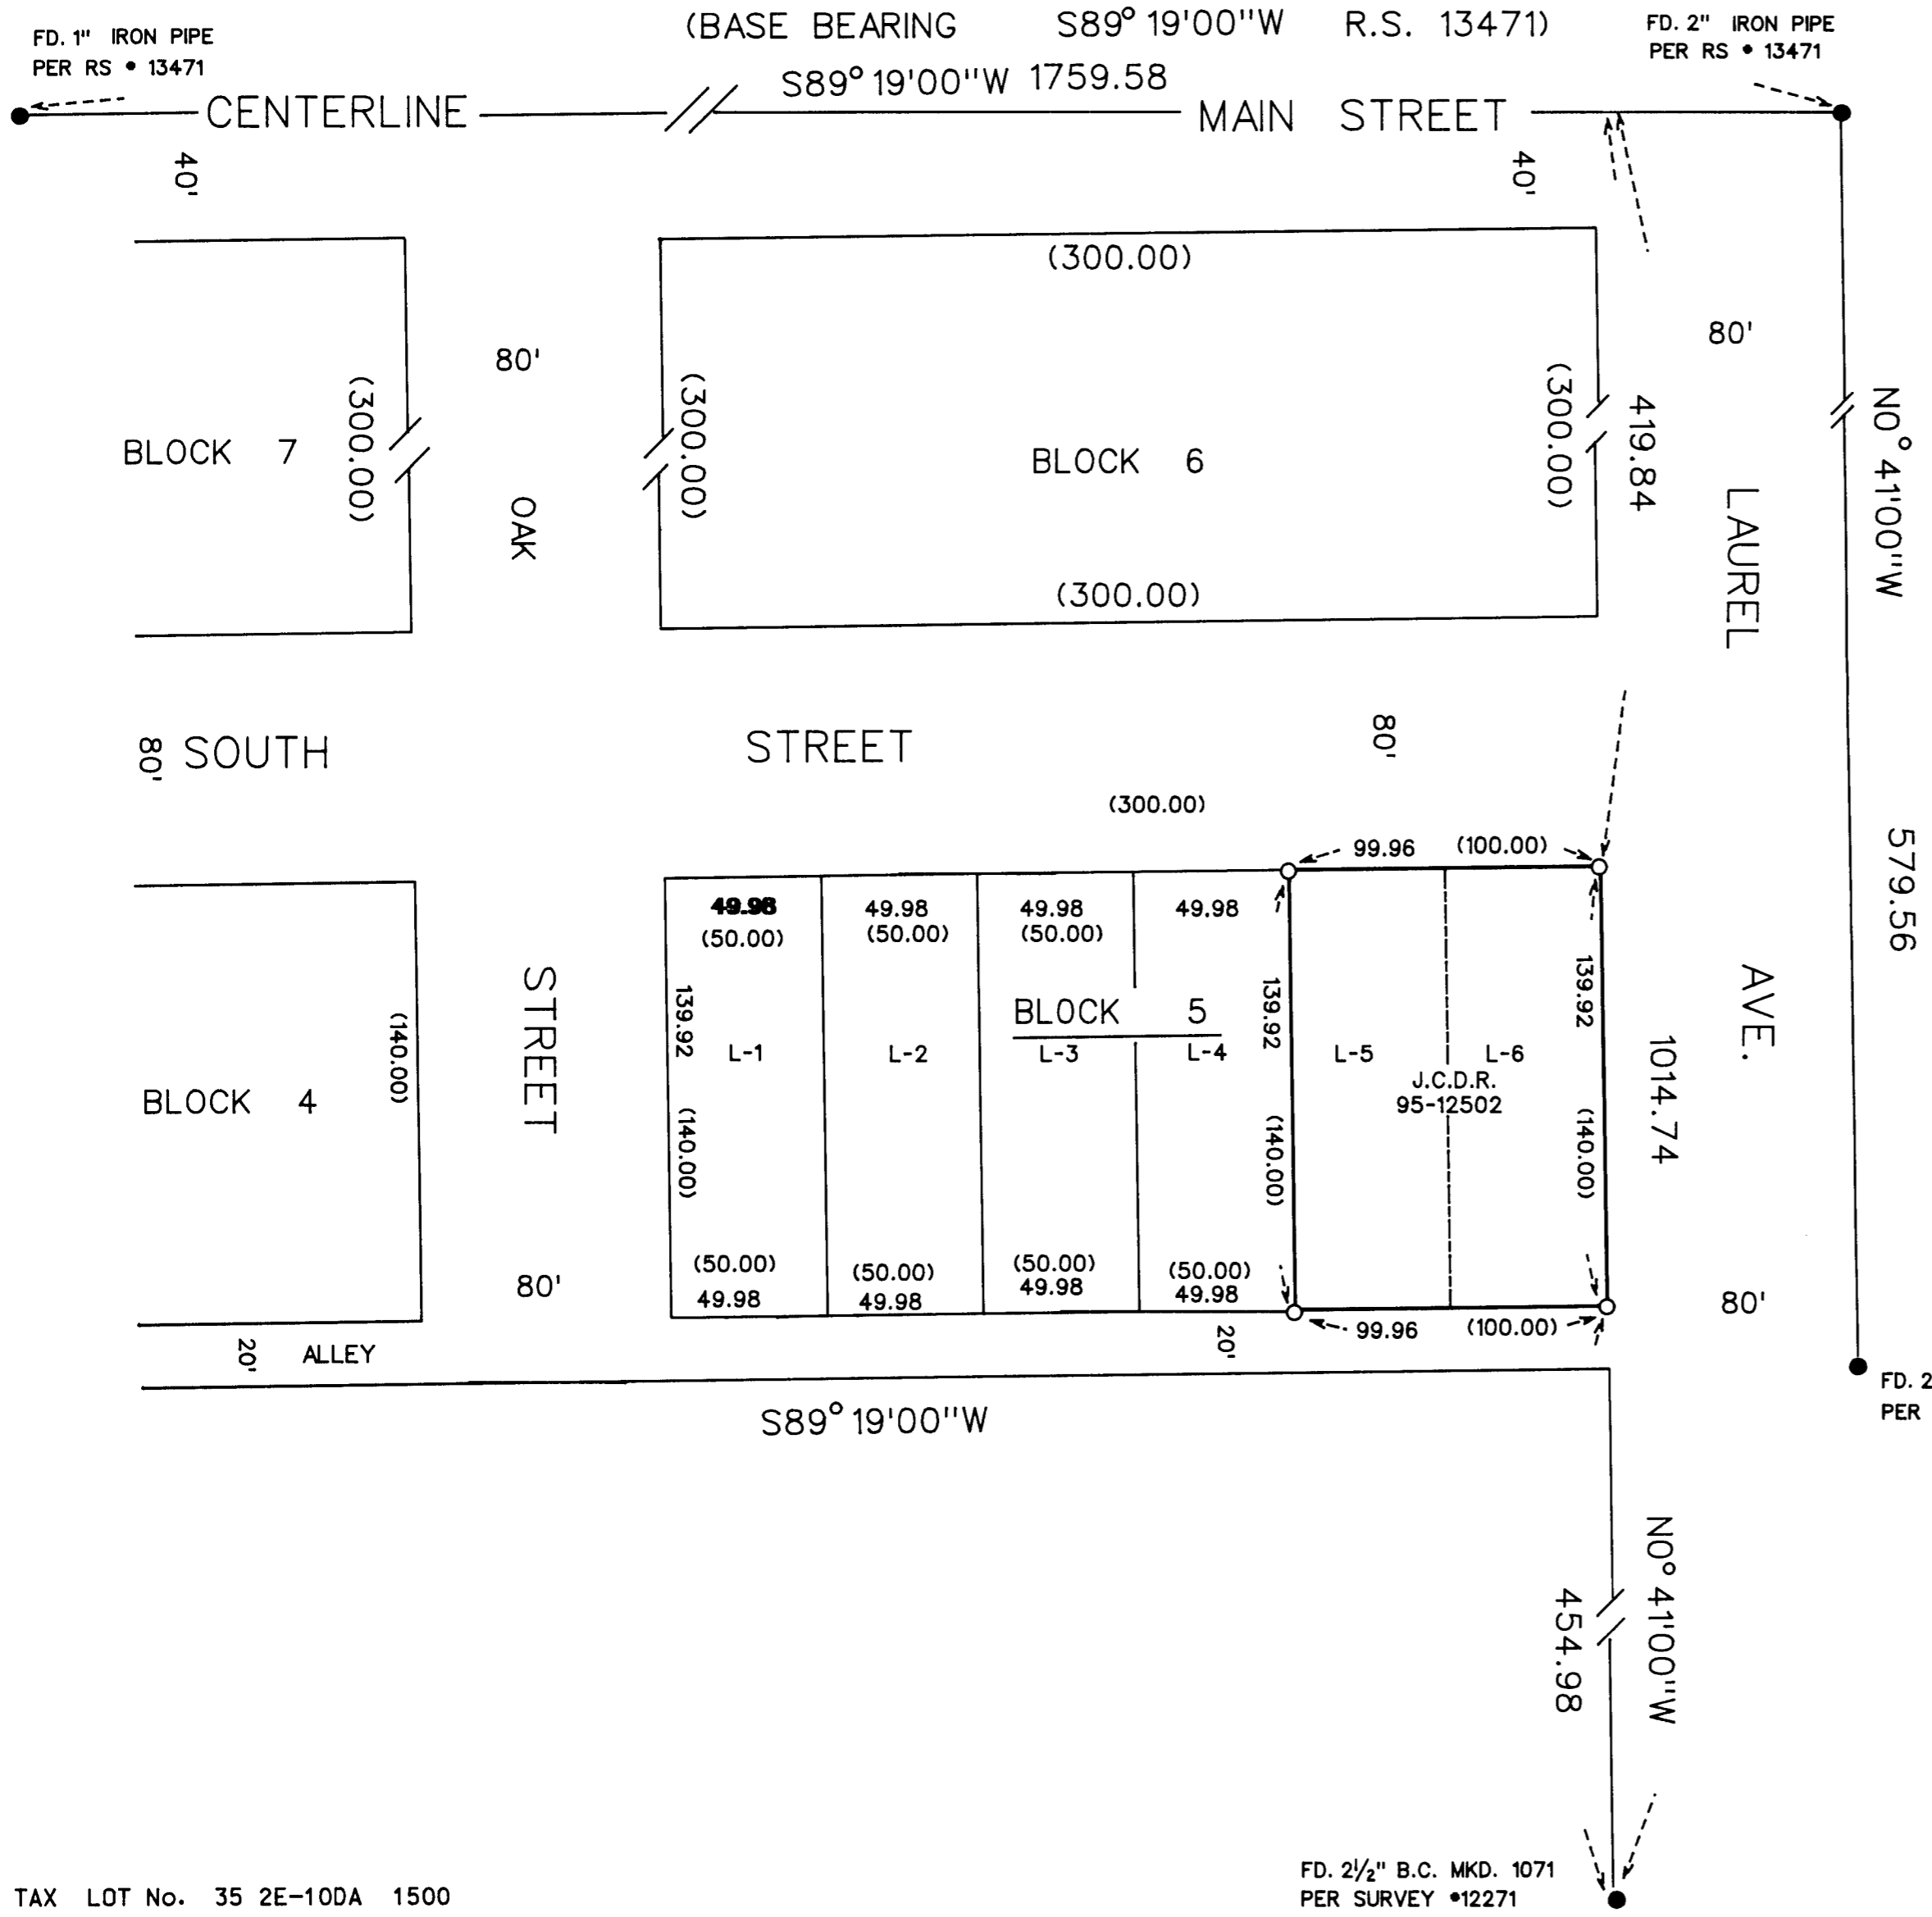 (BASE BEARING S89° 19'00"W R.S. 13471)
FD. 1" IRON PIPE
PER RS • 13471
FD. 2" IRON PIPE
PER RS • 13471
S89° 19'00"W 1759.58
CENTERLINE MAIN STREET
40'
40'
(300.00)
80'
80'
(300.00)
(300.00)
(300.00)
419.84
N0° 41'00"W
BLOCK 7
BLOCK 6
OAK
LAUREL
(300.00)
80'
SOUTH STREET
80'
(300.00)
579.56
99.96 (100.00)
49.98
(50.00)
49.98
(50.00)
49.98
(50.00)
49.98
STREET
AVE.
139.92
139.92
139.92
BLOCK 5
L-1
L-2
L-3
L-4
L-5
L-6
J.C.D.R.
95-12502
1014.74
BLOCK 4
(140.00)
(140.00)
(140.00)
(140.00)
80'
(50.00)
49.98
(50.00)
49.98
(50.00)
49.98
(50.00)
49.98
80'
99.96 (100.00)
20'
ALLEY
20'
S89° 19'00"W
FD. 2
PER
N0° 41'00"W
454.98
FD. 2½" B.C. MKD. 1071
PER SURVEY •12271
TAX LOT No. 35 2E-10DA 1500